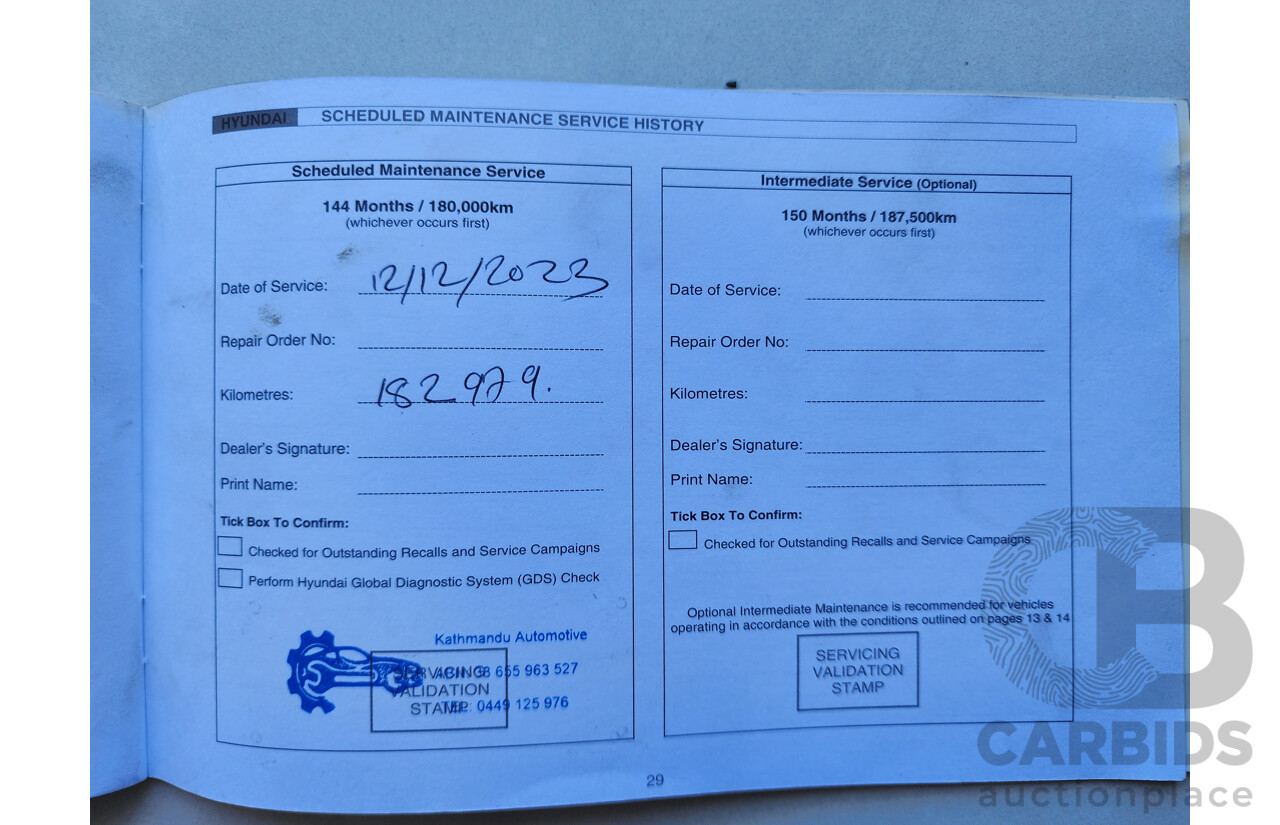 HYUNDAI SCHEDULED MAINTENANCE SERVICE HISTORY
Scheduled Maintenance Service
144 Months / 180,000km
(whichever occurs first)
Date of Service: 12/12/2023
Repair Order No:
Kilometres: 182979.
Dealer's Signature:
Print Name:
Tick Box To Confirm:
Checked for Outstanding Recalls and Service Campaigns
Perform Hyundai Global Diagnostic System (GDS) Check
Kathmandu Automotive
655 963 527
TEL: 0449 125 976
SERVICING
VALIDATION
STAMP
Intermediate Service (Optional)
150 Months / 187,500km
(whichever occurs first)
Date of Service:
Repair Order No:
Kilometres:
Dealer's Signature:
Print Name:
Tick Box To Confirm:
Checked for Outstanding Recalls and Service Campaigns
Optional Intermediate Maintenance is recommended for vehicles
operating in accordance with the conditions outlined on pages 13 & 14
SERVICING
VALIDATION
STAMP
29
CB
CARBIDS
auctionplace